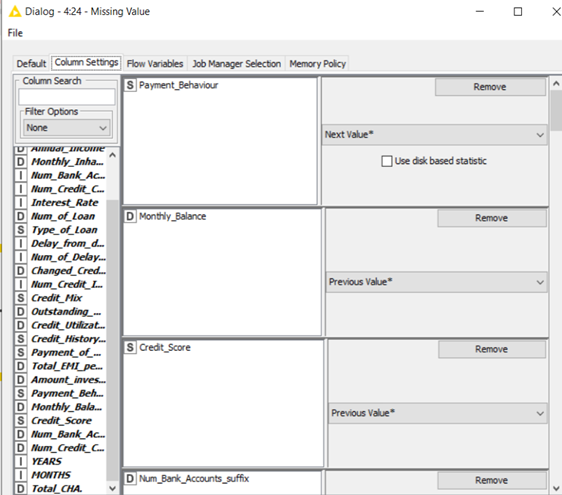 Dialog - 4:24 - Missing Value
File
Default Column Settings Flow Variables Job Manager Selection Memory Policy
Column Search
Filter Options
None
D Annual_Income
D Monthly_Inha...
I Num_Bank_Ac...
I Num_Credit_C...
I Interest_Rate
D Num_of_Loan
S Type_of_Loan
I Delay_from_d...
I Num_of_Delay...
D Changed_Cred...
D Num_Credit_I...
S Credit_Mix
D Outstanding_...
D Credit_Utilizat...
S Credit_History...
S Payment_of_...
D Total_EMI_pe...
D Amount_inves...
S Payment_Beh...
D Monthly_Bala...
S Credit_Score
D Num_Bank_Ac...
D Num_Credit_C...
I YEARS
I MONTHS
D Total_CHA.
S Payment_Behaviour
Remove
Next Value*
Use disk based statistic
D Monthly_Balance
Remove
Previous Value*
S Credit_Score
Remove
Previous Value*
D Num_Bank_Accounts_suffix
Remove